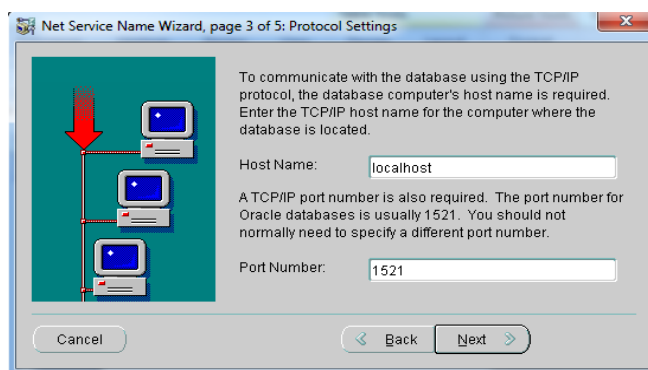 Net Service Name Wizard, page 3 of 5: Protocol Settings
To communicate with the database using the TCP/IP
protocol, the database computer's host name is required.
Enter the TCP/IP host name for the computer where the
database is located.
Host Name: localhost
A TCP/IP port number is also required. The port number for
Oracle databases is usually 1521. You should not
normally need to specify a different port number.
Port Number: 1521
Cancel Back Next